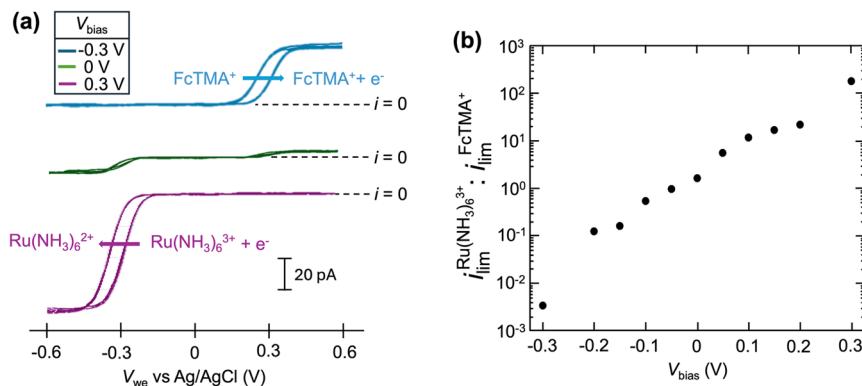 (a)
V_bias
-0.3 V
0 V
0.3 V
FcTMA⁺ FcTMA⁺+ e⁻
i = 0
i = 0
i = 0
Ru(NH₃)₆²⁺ Ru(NH₃)₆³⁺ + e⁻
20 pA
-0.6 -0.3 0 0.3 0.6
V_we vs Ag/AgCl (V)
(b)
i_lim^Ru(NH₃)₆³⁺ : i_lim^FcTMA⁺
10³
10²
10¹
10⁰
10⁻¹
10⁻²
10⁻³
-0.3 -0.2 -0.1 0 0.1 0.2 0.3
V_bias (V)